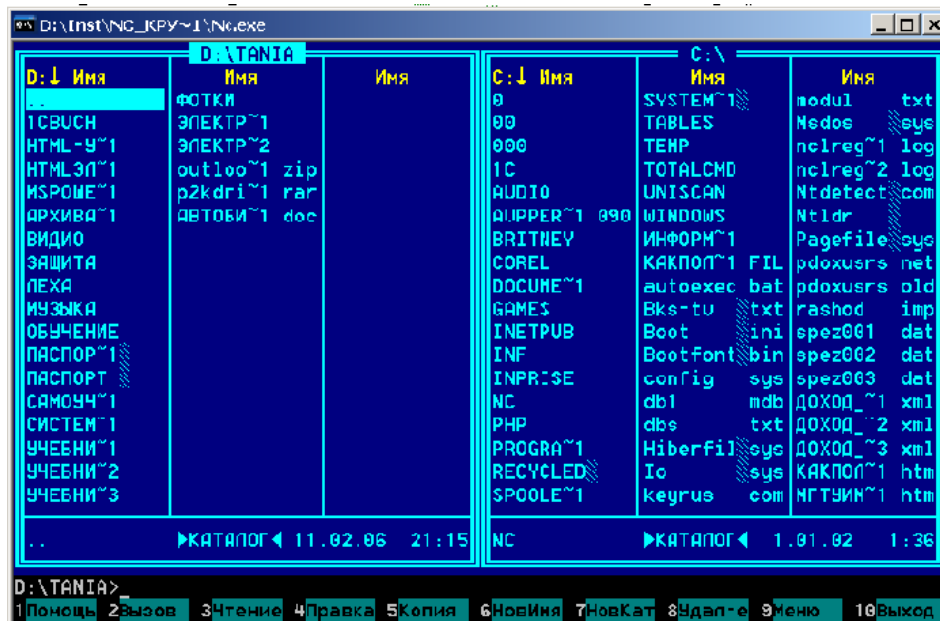 D:\Inst\NC_КРУ~1\Nc.exe
D:\TANIA C:\
D:↓ Имя Имя Имя C:↓ Имя Имя Имя
.. ФОТКИ 0 SYSTEM~1░ modul txt
1CBUCH ЭЛЕКТР~1 00 TABLES Msdos ░sys
HTML-У~1 ЭЛЕКТР~2 000 TEMP nclreg~1 log
HTMLЭЛ~1 outloo~1 zip 1C TOTALCMD nclreg~2 log
MSPOWE~1 p2kdri~1 rar AUDIO UNISCAN Ntdetect░com
АРХИВА~1 АВТОБИ~1 doc AUPPER~1 090 WINDOWS Ntldr ░
ВИДИО BRITNEY ИНФОРМ~1 Pagefile░sys
ЗАЩИТА COREL КАКПОЛ~1 FIL pdoxusrs net
ЛЕХА DOCUME~1 autoexec bat pdoxusrs old
МУЗЫКА GAMES Bks-tv ░txt rashod imp
ОБУЧЕНИЕ INETPUB Boot ░ini spez001 dat
ПАСПОР~1░ INF Bootfont░bin spez002 dat
ПАСПОРТ ░ INPRISE config sys spez003 dat
САМОУЧ~1 NC db1 mdb ДОХОД_~1 xml
СИСТЕМ~1 PHP dbs txt ДОХОД_~2 xml
УЧЕБНИ~1 PROGRA~1 Hiberfil░sys ДОХОД_~3 xml
УЧЕБНИ~2 RECYCLED░ Io ░sys КАКПОЛ~1 htm
УЧЕБНИ~3 SPOOLE~1 keyrus com МГТУИМ~1 htm
.. ►КАТАЛОГ◄ 11.02.06 21:15 NC ►КАТАЛОГ◄ 1.01.02 1:36
D:\TANIA>_
1Помощь 2Вызов 3Чтение 4Правка 5Копия 6НовИмя 7НовКат 8Удал-е 9Меню 10Выход